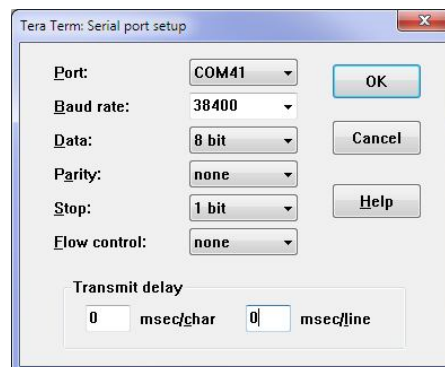 Tera Term: Serial port setup
Port: COM41
OK
Baud rate: 38400
Data: 8 bit
Cancel
Parity: none
Stop: 1 bit
Help
Flow control: none
Transmit delay
0 msec/char 0 msec/line